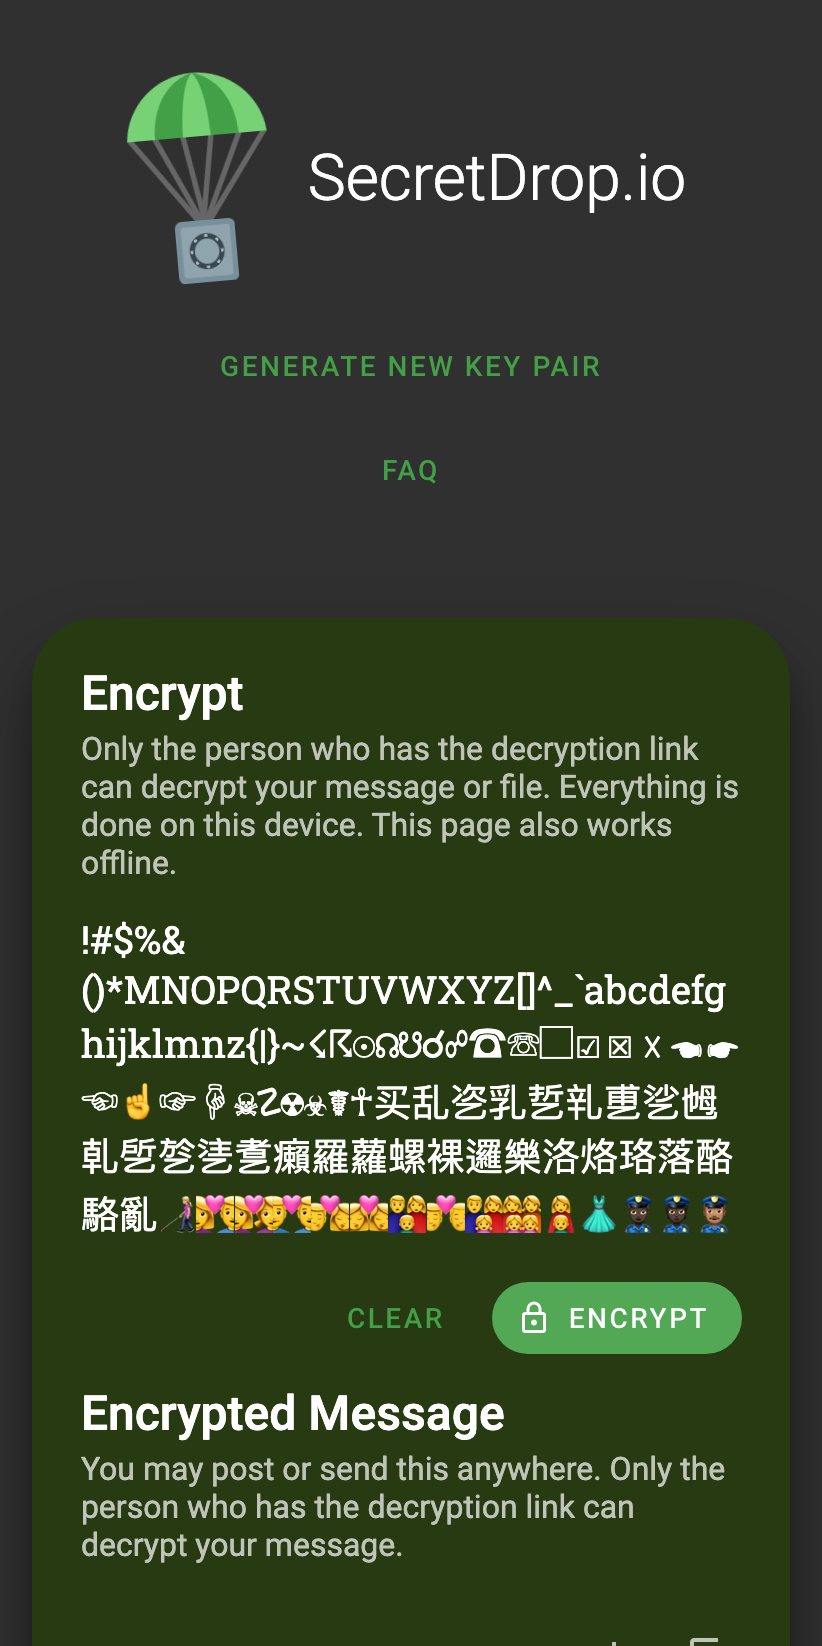 SecretDrop.io
GENERATE NEW KEY PAIR
FAQ
Encrypt
Only the person who has the decryption link
can decrypt your message or file. Everything is
done on this device. This page also works
offline.
!#$%&
()*MNOPQRSTUVWXYZ[]^_`abcdefg
hijklmnz{|}~☇☈☉☊☋☌☍☎☏☐☑☒☓☚☛
☜☝☞☟☠☡☢☣☤☥买乱乲乳乴乵乶乷乸
乹乺乻乼乽癩羅蘿螺裸邏樂洛烙珞落酪
駱亂
CLEAR
ENCRYPT
Encrypted Message
You may post or send this anywhere. Only the
person who has the decryption link can
decrypt your message.